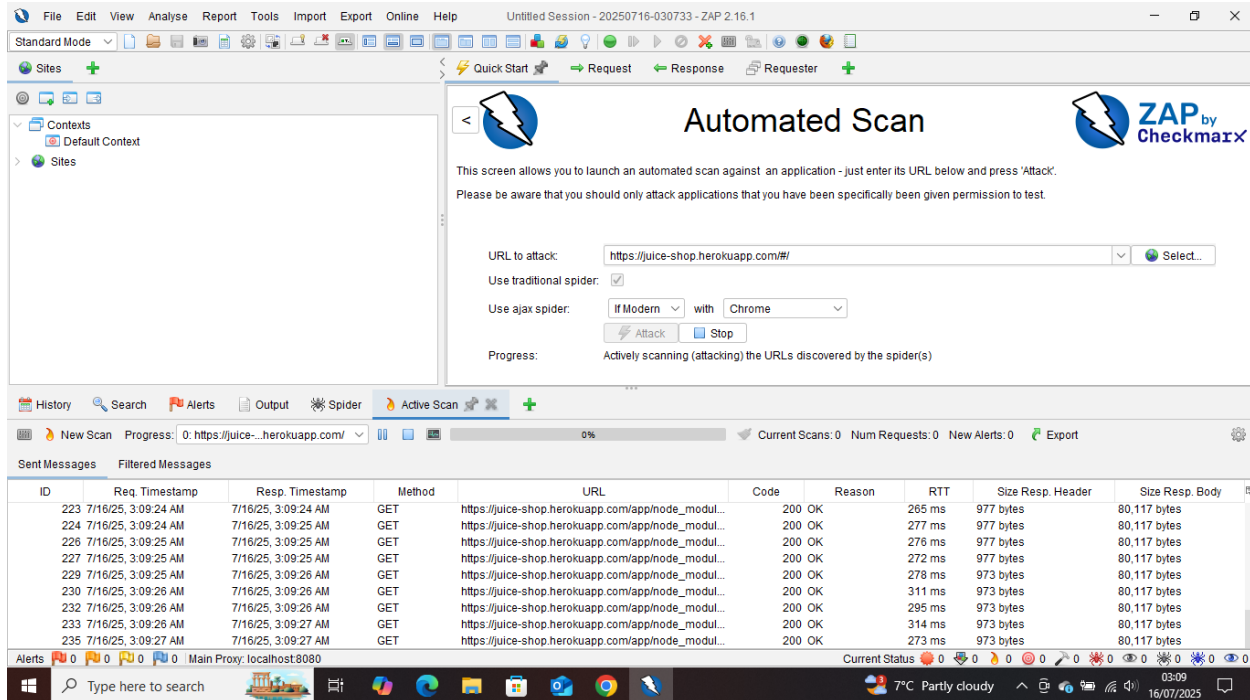 Untitled Session - 20250716-030733 - ZAP 2.16.1
File Edit View Analyse Report Tools Import Export Online Help
Standard Mode
Sites
Quick Start Request Response Requester
Contexts
Default Context
Sites
<
Automated Scan
ZAP by
Checkmarx
This screen allows you to launch an automated scan against an application - just enter its URL below and press 'Attack'.
Please be aware that you should only attack applications that you have been specifically been given permission to test.
URL to attack: https://juice-shop.herokuapp.com/#/ Select...
Use traditional spider:
Use ajax spider: If Modern with Chrome
Attack Stop
Progress: Actively scanning (attacking) the URLs discovered by the spider(s)
History Search Alerts Output Spider Active Scan
New Scan Progress: 0: https://juice-...herokuapp.com/ 0% Current Scans: 0 Num Requests: 0 New Alerts: 0 Export
Sent Messages Filtered Messages
ID Req. Timestamp Resp. Timestamp Method URL Code Reason RTT Size Resp. Header Size Resp. Body
223 7/16/25, 3:09:24 AM 7/16/25, 3:09:24 AM GET https://juice-shop.herokuapp.com/app/node_modul... 200 OK 265 ms 977 bytes 80,117 bytes
224 7/16/25, 3:09:24 AM 7/16/25, 3:09:25 AM GET https://juice-shop.herokuapp.com/app/node_modul... 200 OK 277 ms 977 bytes 80,117 bytes
226 7/16/25, 3:09:25 AM 7/16/25, 3:09:25 AM GET https://juice-shop.herokuapp.com/app/node_modul... 200 OK 276 ms 977 bytes 80,117 bytes
227 7/16/25, 3:09:25 AM 7/16/25, 3:09:25 AM GET https://juice-shop.herokuapp.com/app/node_modul... 200 OK 272 ms 977 bytes 80,117 bytes
229 7/16/25, 3:09:25 AM 7/16/25, 3:09:26 AM GET https://juice-shop.herokuapp.com/app/node_modul... 200 OK 278 ms 973 bytes 80,117 bytes
230 7/16/25, 3:09:26 AM 7/16/25, 3:09:26 AM GET https://juice-shop.herokuapp.com/app/node_modul... 200 OK 311 ms 973 bytes 80,117 bytes
232 7/16/25, 3:09:26 AM 7/16/25, 3:09:26 AM GET https://juice-shop.herokuapp.com/app/node_modul... 200 OK 295 ms 973 bytes 80,117 bytes
233 7/16/25, 3:09:26 AM 7/16/25, 3:09:27 AM GET https://juice-shop.herokuapp.com/app/node_modul... 200 OK 314 ms 973 bytes 80,117 bytes
235 7/16/25, 3:09:27 AM 7/16/25, 3:09:27 AM GET https://juice-shop.herokuapp.com/app/node_modul... 200 OK 273 ms 973 bytes 80,117 bytes
Alerts 0 0 0 0 Main Proxy: localhost:8080 Current Status 0 0 0 0 0 0 0 0 0 0
Type here to search 7°C Partly cloudy 03:09
16/07/2025